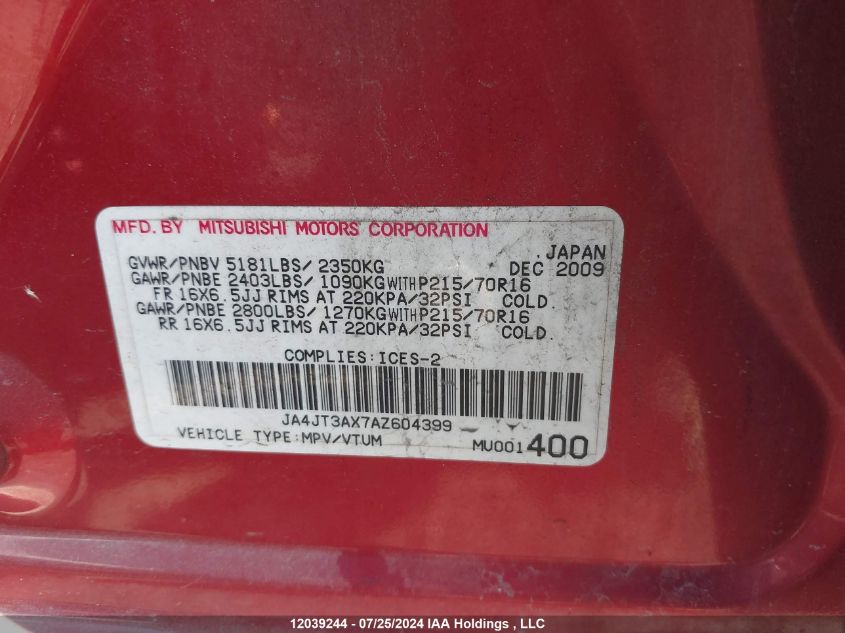 MFD. BY MITSUBISHI MOTORS CORPORATION
JAPAN
GVWR/PNBV 5181LBS/ 2350KG DEC 2009
GAWR/PNBE 2403LBS/ 1090KG WITH P215/70R16
FR 16X6.5JJ RIMS AT 220KPA/32PSI COLD.
GAWR/PNBE 2800LBS/ 1270KG WITH P215/70R16
RR 16X6.5JJ RIMS AT 220KPA/32PSI COLD.
COMPLIES:ICES-2
JA4JT3AX7AZ604399
VEHICLE TYPE:MPV/VTUM MU001 400
12039244 - 07/25/2024 IAA Holdings , LLC